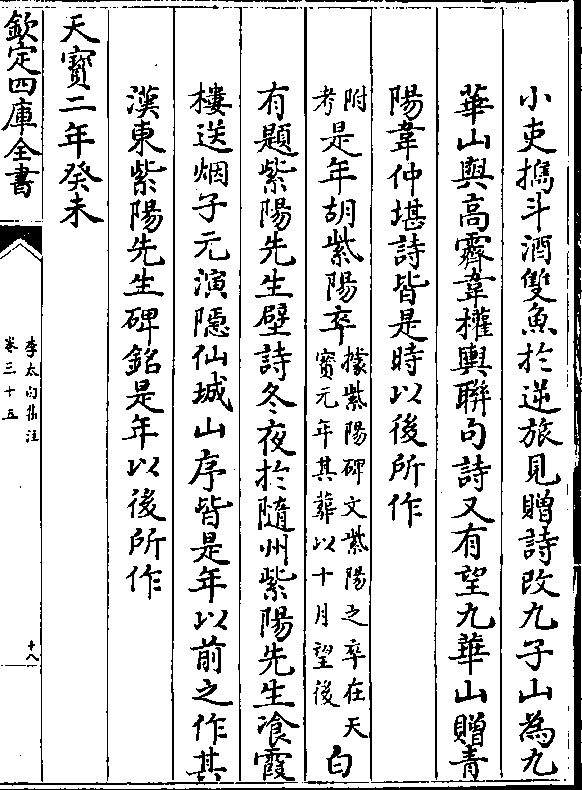 小吏攜斗酒雙魚於逆旅見贈詩改九子山為九
華山與高霽韋權輿聯句詩又有望九華山贈青
陽韋仲堪詩皆是時以後所作
附考是年胡紫陽卒據紫陽碑文紫陽之卒在天寳元年其葬以十月望後白
有題紫陽先生壁詩冬夜於隨州紫陽先生飡霞
樓送烟子元演隱仙城山序皆是年以前之作其
漢東紫陽先生碑銘是年以後所作
天寳二年癸未
欽定四庫全書
李太白集注
卷三十五
十八